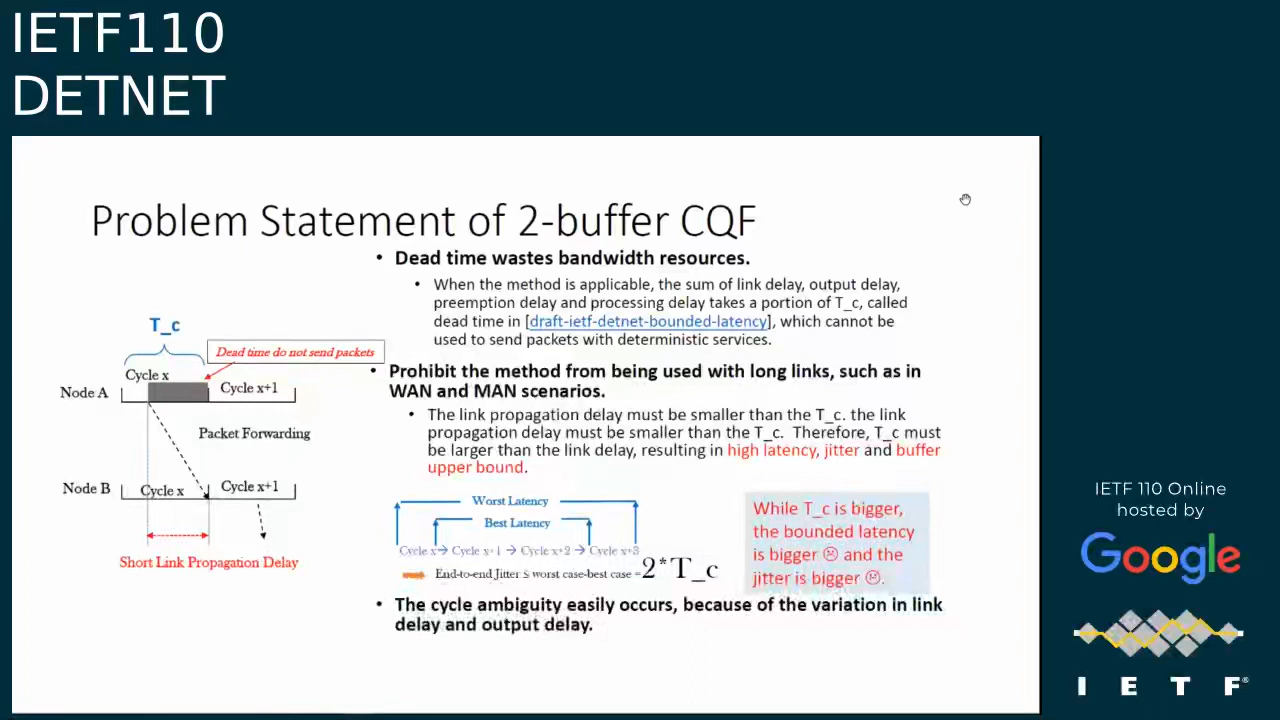 IETF110
DETNET
Problem Statement of 2-buffer CQF
• Dead time wastes bandwidth resources.
• When the method is applicable, the sum of link delay, output delay,
preemption delay and processing delay takes a portion of T_c, called
dead time in [draft-ietf-detnet-bounded-latency], which cannot be
used to send packets with deterministic services.
T_c
Dead time do not send packets
Cycle x
Cycle x+1
Node A
Packet Forwarding
Node B
Cycle x
Cycle x+1
Short Link Propagation Delay
• Prohibit the method from being used with long links, such as in
WAN and MAN scenarios.
• The link propagation delay must be smaller than the T_c. the link
propagation delay must be smaller than the T_c. Therefore, T_c must
be larger than the link delay, resulting in high latency, jitter and buffer
upper bound.
Worst Latency
Best Latency
Cycle x→ Cycle x+1 → Cycle x+2 → Cycle x+3
End-to-end Jitter ≤ worst case-best case =2*T_c
While T_c is bigger,
the bounded latency
is bigger ☹ and the
jitter is bigger ☹.
• The cycle ambiguity easily occurs, because of the variation in link
delay and output delay.
IETF 110 Online
hosted by
Google
I E T F®